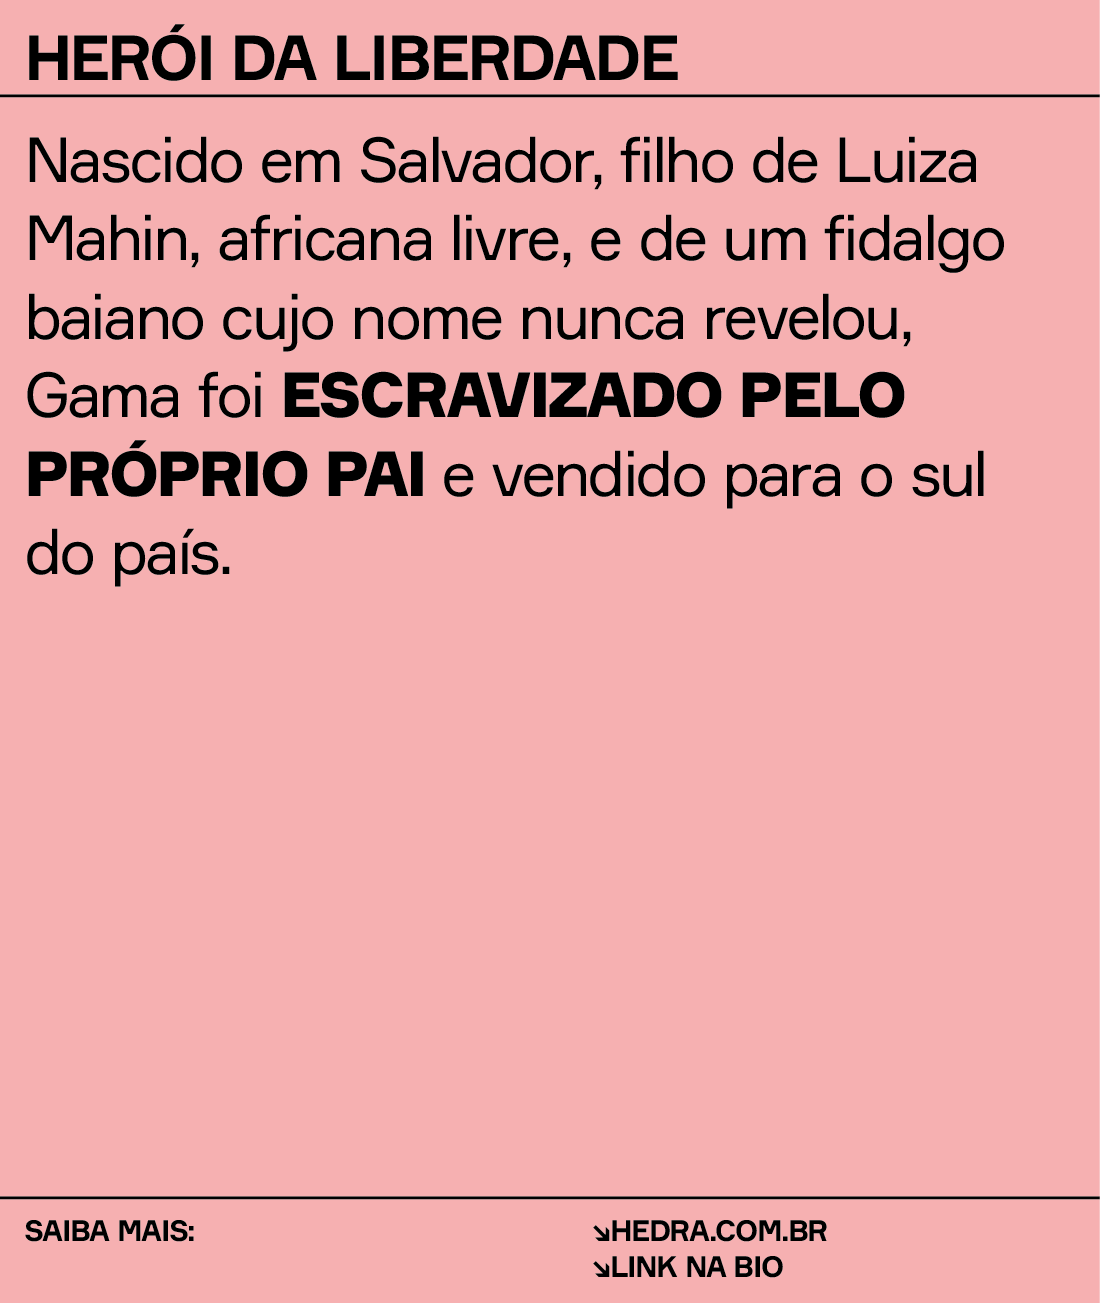 HERÓI DA LIBERDADE
Nascido em Salvador, filho de Luiza
Mahin, africana livre, e de um fidalgo
baiano cujo nome nunca revelou,
Gama foi ESCRAVIZADO PELO
PRÓPRIO PAI e vendido para o sul
do país.
SAIBA MAIS:
↘HEDRA.COM.BR
↘LINK NA BIO